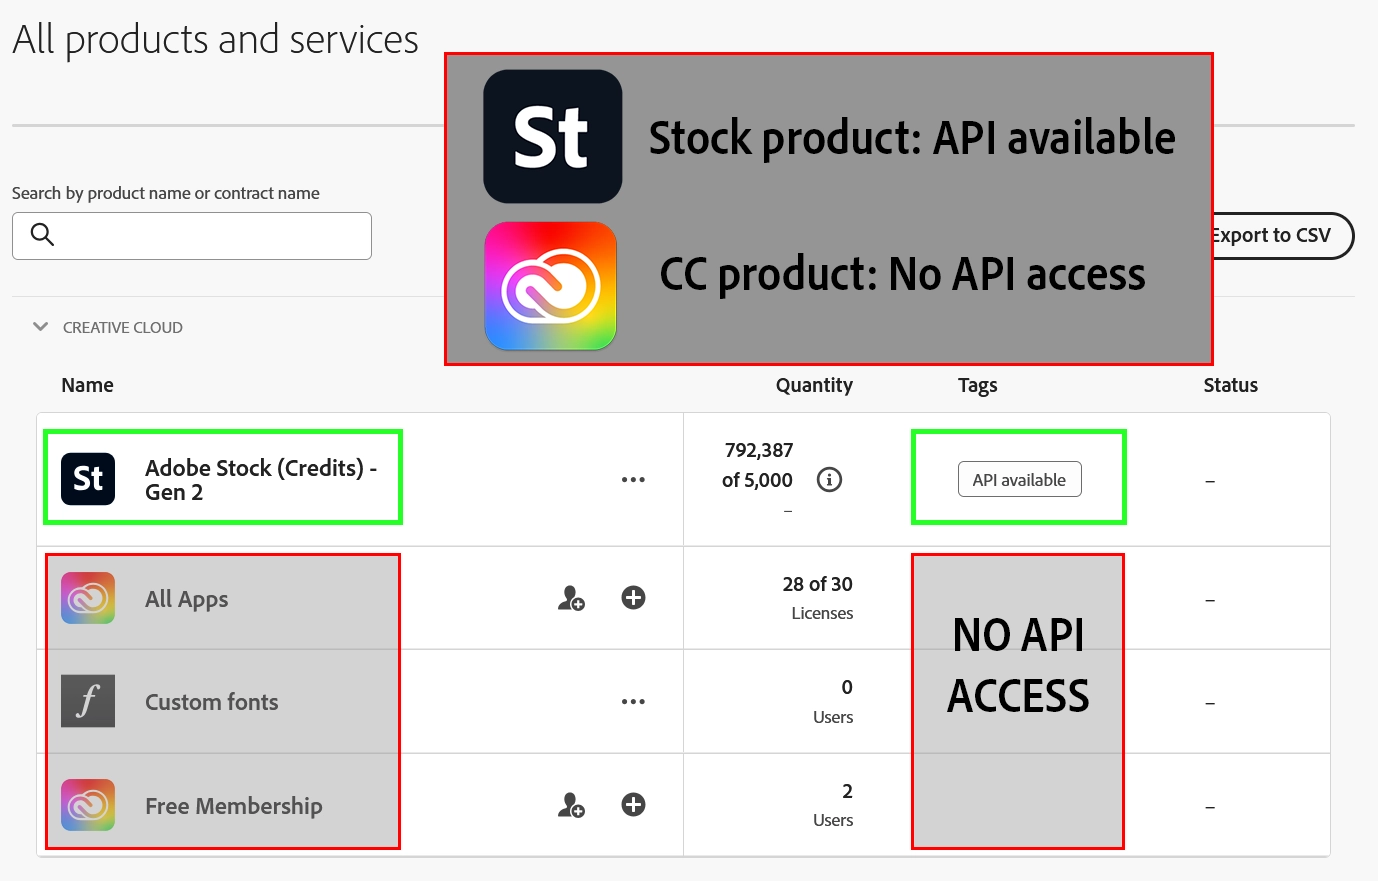 All products and services
St
Stock product: API available
CC product: No API access
Search by product name or contract name
Export to CSV
CREATIVE CLOUD
Name
Quantity
Tags
Status
St
Adobe Stock (Credits) -
Gen 2
792,387
of 5,000
–
API available
–
All Apps
28 of 30
Licenses
–
NO API
ACCESS
f
Custom fonts
0
Users
–
Free Membership
2
Users
–